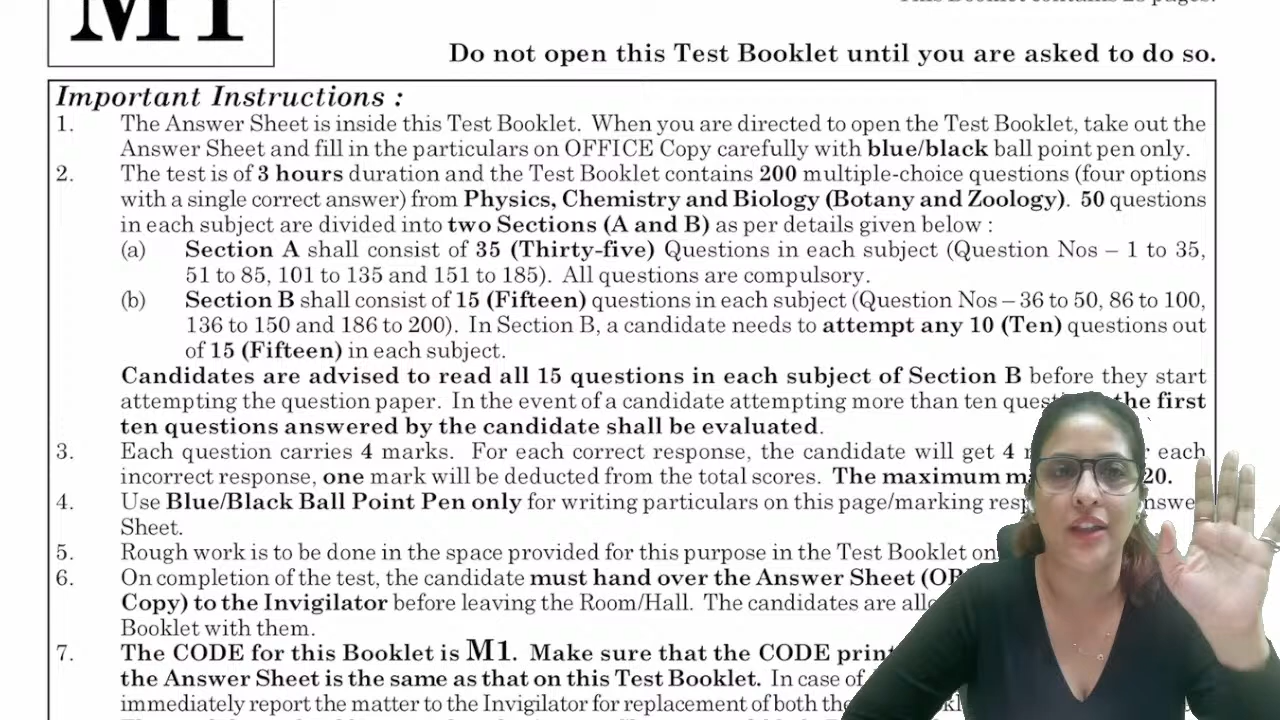 M1
Do not open this Test Booklet until you are asked to do so.
Important Instructions :
1. The Answer Sheet is inside this Test Booklet. When you are directed to open the Test Booklet, take out the
Answer Sheet and fill in the particulars on OFFICE Copy carefully with blue/black ball point pen only.
2. The test is of 3 hours duration and the Test Booklet contains 200 multiple-choice questions (four options
with a single correct answer) from Physics, Chemistry and Biology (Botany and Zoology). 50 questions
in each subject are divided into two Sections (A and B) as per details given below :
(a) Section A shall consist of 35 (Thirty-five) Questions in each subject (Question Nos – 1 to 35,
51 to 85, 101 to 135 and 151 to 185). All questions are compulsory.
(b) Section B shall consist of 15 (Fifteen) questions in each subject (Question Nos – 36 to 50, 86 to 100,
136 to 150 and 186 to 200). In Section B, a candidate needs to attempt any 10 (Ten) questions out
of 15 (Fifteen) in each subject.
Candidates are advised to read all 15 questions in each subject of Section B before they start
attempting the question paper. In the event of a candidate attempting more than ten the first
ten questions answered by the candidate shall be evaluated.
3. Each question carries 4 marks. For each correct response, the candidate will get 4 each
incorrect response, one mark will be deducted from the total scores. The maximum 20.
4. Use Blue/Black Ball Point Pen only for writing particulars on this page/marking
Sheet.
5. Rough work is to be done in the space provided for this purpose in the Test Booklet
6. On completion of the test, the candidate must hand over the Answer Sheet
Copy) to the Invigilator before leaving the Room/Hall. The candidates are
Booklet with them.
7. The CODE for this Booklet is M1. Make sure that the CODE
the Answer Sheet is the same as that on this Test Booklet. In case of
immediately report the matter to the Invigilator for replacement of both the